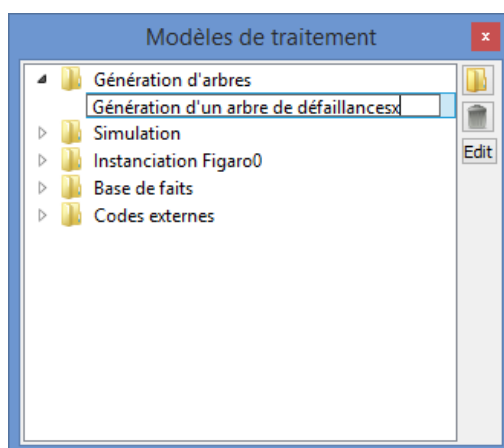 Modèles de traitement
x
Génération d'arbres
Génération d'un arbre de défaillancesx
Simulation
Edit
Instanciation Figaro0
Base de faits
Codes externes